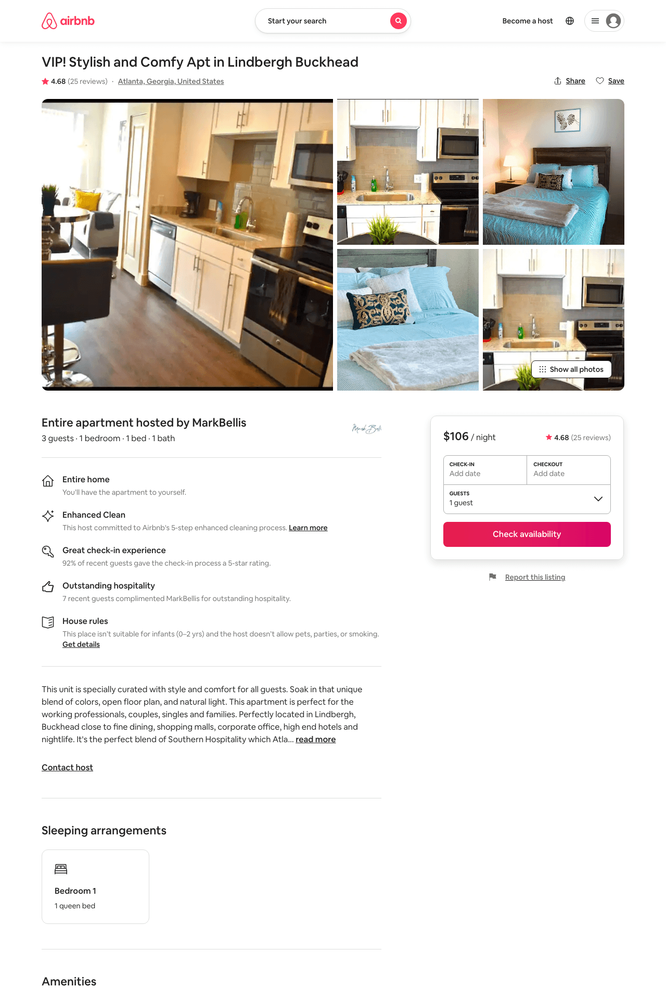 airbnb
Start your search
Become a host
VIP! Stylish and Comfy Apt in Lindbergh Buckhead
4.68 (25 reviews) · Atlanta, Georgia, United States
Share
Save
Show all photos
Entire apartment hosted by MarkBellis
3 guests · 1 bedroom · 1 bed · 1 bath
Entire home
You’ll have the apartment to yourself.
Enhanced Clean
This host committed to Airbnb's 5-step enhanced cleaning process. Learn more
Great check-in experience
92% of recent guests gave the check-in process a 5-star rating.
Outstanding hospitality
7 recent guests complimented MarkBellis for outstanding hospitality.
House rules
This place isn’t suitable for infants (0–2 yrs) and the host doesn’t allow pets, parties, or smoking.
Get details
$106 / night
4.68 (25 reviews)
CHECK-IN
Add date
CHECKOUT
Add date
GUESTS
1 guest
Check availability
Report this listing
This unit is specially curated with style and comfort for all guests. Soak in that unique
blend of colors, open floor plan, and natural light. This apartment is perfect for the
working professionals, couples, singles and families. Perfectly located in Lindbergh,
Buckhead close to fine dining, shopping malls, corporate office, high end hotels and
nightlife. It's the perfect blend of Southern Hospitality which Atla... read more
Contact host
Sleeping arrangements
Bedroom 1
1 queen bed
Amenities